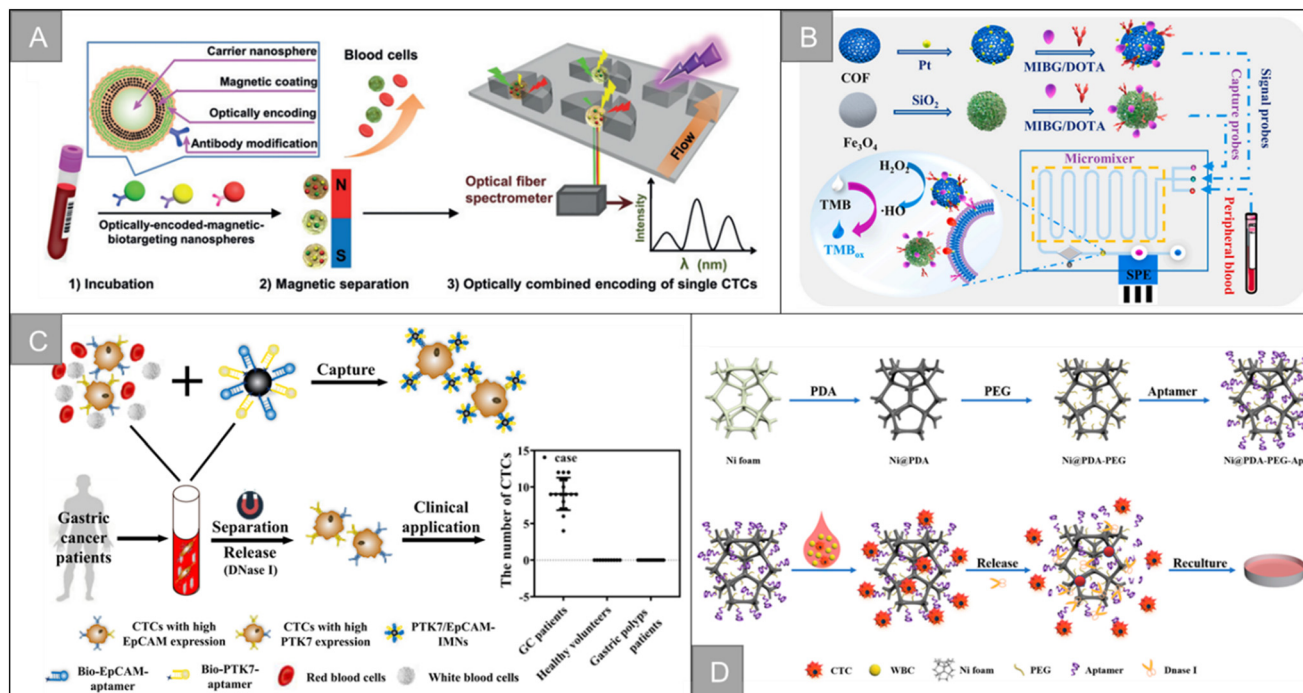 A
Carrier nanosphere
Magnetic coating
Optically encoding
Antibody modification
Blood cells
Optically-encoded-magnetic-
biotargeting nanospheres
N
S
Optical fiber
spectrometer
Flow
Intensity
λ (nm)
1) Incubation
2) Magnetic separation
3) Optically combined encoding of single CTCs
B
COF
Pt
MIBG/DOTA
Fe3O4
SiO2
MIBG/DOTA
Capture probes
Signal probes
Micromixer
H2O2
TMB
·HO
TMBox
SPE
Peripheral blood
C
Capture
Gastric
cancer
patients
Separation
Release
(DNase I)
Clinical
application
The number of CTCs
15
10
5
0
-5
case
GC patients
Healthy volunteers
Gastric polyps
patients
CTCs with high
EpCAM expression
CTCs with high
PTK7 expression
PTK7/EpCAM-
IMNs
Bio-EpCAM-
aptamer
Bio-PTK7-
aptamer
Red blood cells
White blood cells
PDA
PEG
Aptamer
Ni foam
Ni@PDA
Ni@PDA-PEG
Ni@PDA-PEG-Ap
Release
Reculture
D
CTC
WBC
Ni foam
PEG
Aptamer
Dnase I